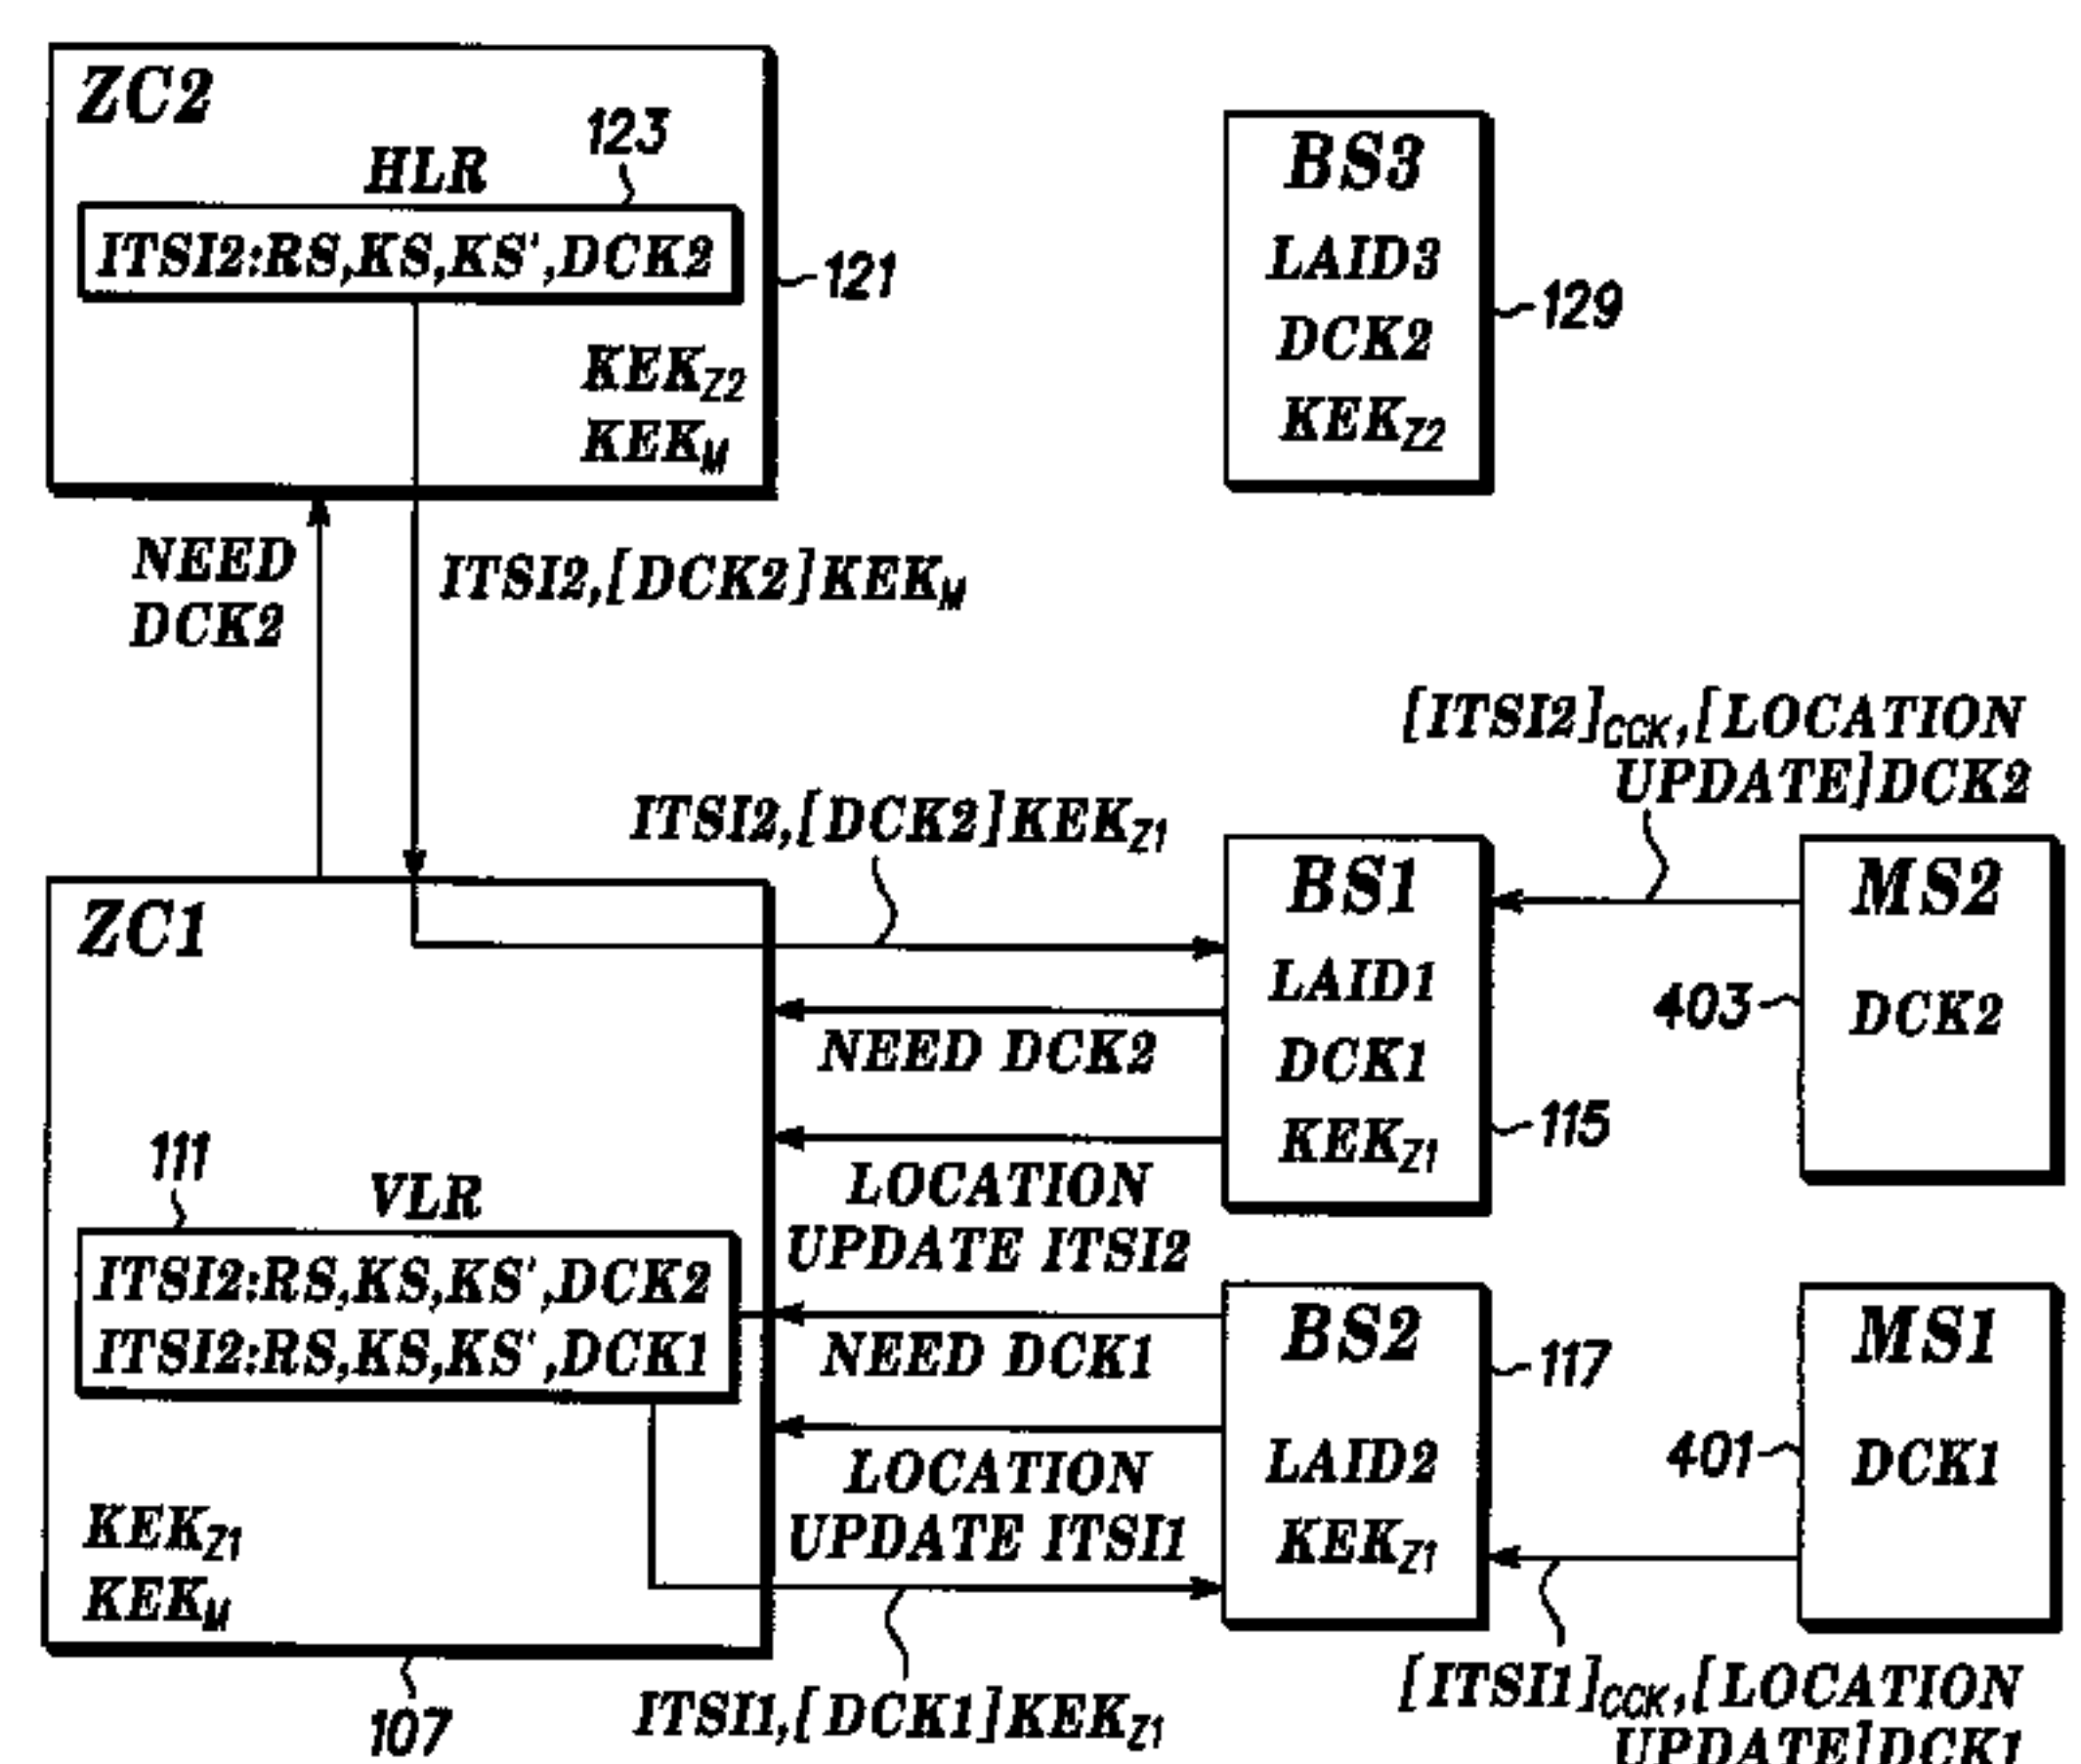 ZC2
HLR
123
ITSI2:RS,KS,KS',DCK2
121
KEKZ2
KEKM
BS3
LAID3
DCK2
KEKZ2
129
NEED
DCK2
ITSI2,[DCK2]KEKM
[ITSI2]CCK,[LOCATION
UPDATE]DCK2
ITSI2,[DCK2]KEKZ1
ZC1
BS1
LAID1
DCK1
KEKZ1
115
MS2
DCK2
403
NEED DCK2
LOCATION
UPDATE ITSI2
111
VLR
ITSI2:RS,KS,KS',DCK2
ITSI2:RS,KS,KS',DCK1
NEED DCK1
LOCATION
UPDATE ITSI1
BS2
LAID2
KEKZ1
117
MS1
DCK1
401
KEKZ1
KEKM
107
ITSI1,[DCK1]KEKZ1
[ITSI1]CCK,[LOCATION
UPDATE]DCK1